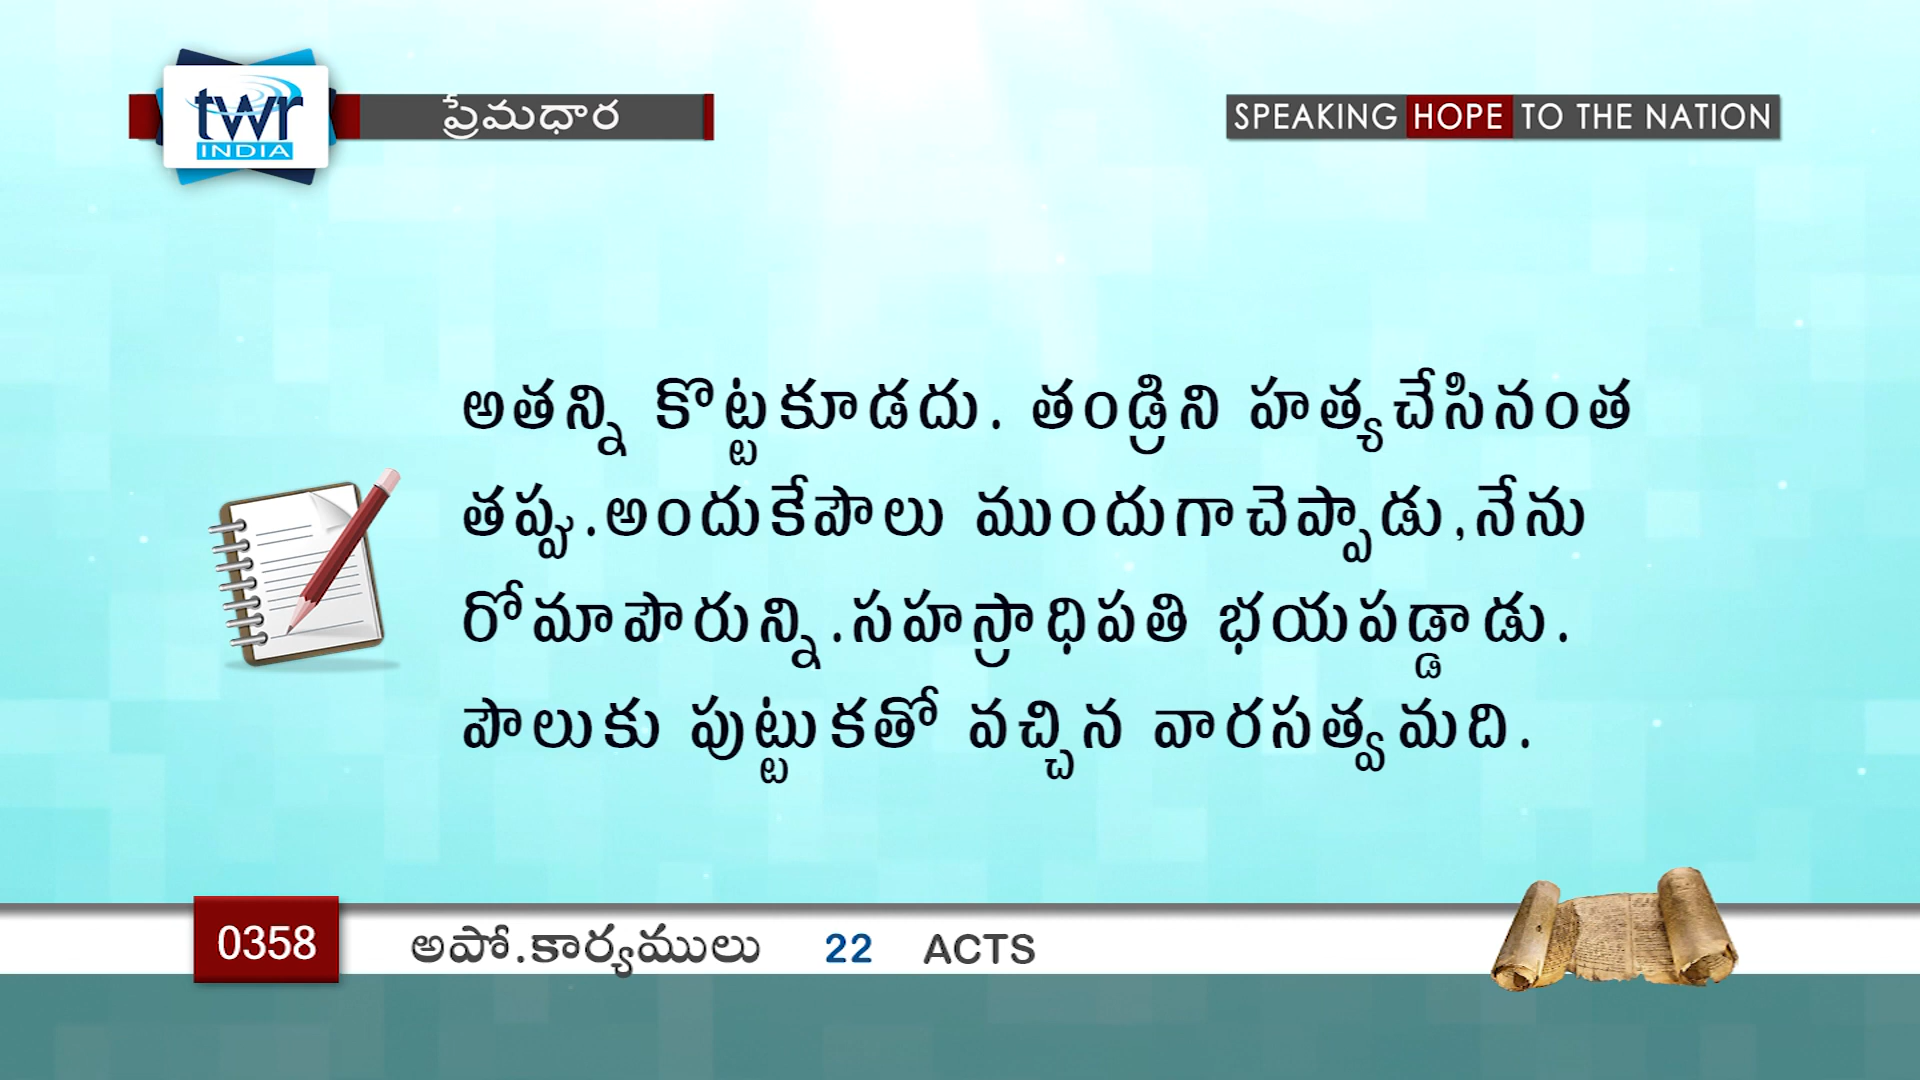 twr
INDIA
ప్రేమధార
SPEAKING HOPE TO THE NATION
అతన్ని కొట్టకూడదు. తండ్రిని హత్యచేసినంత
తప్పు.అందుకేపౌలు ముందుగాచెప్పాడు,నేను
రోమాపౌరున్ని.సహస్రాధిపతి భయపడ్డాడు.
పౌలుకు పుట్టుకతో వచ్చిన వారసత్వమది.
0358
అపో.కార్యములు 22 ACTS